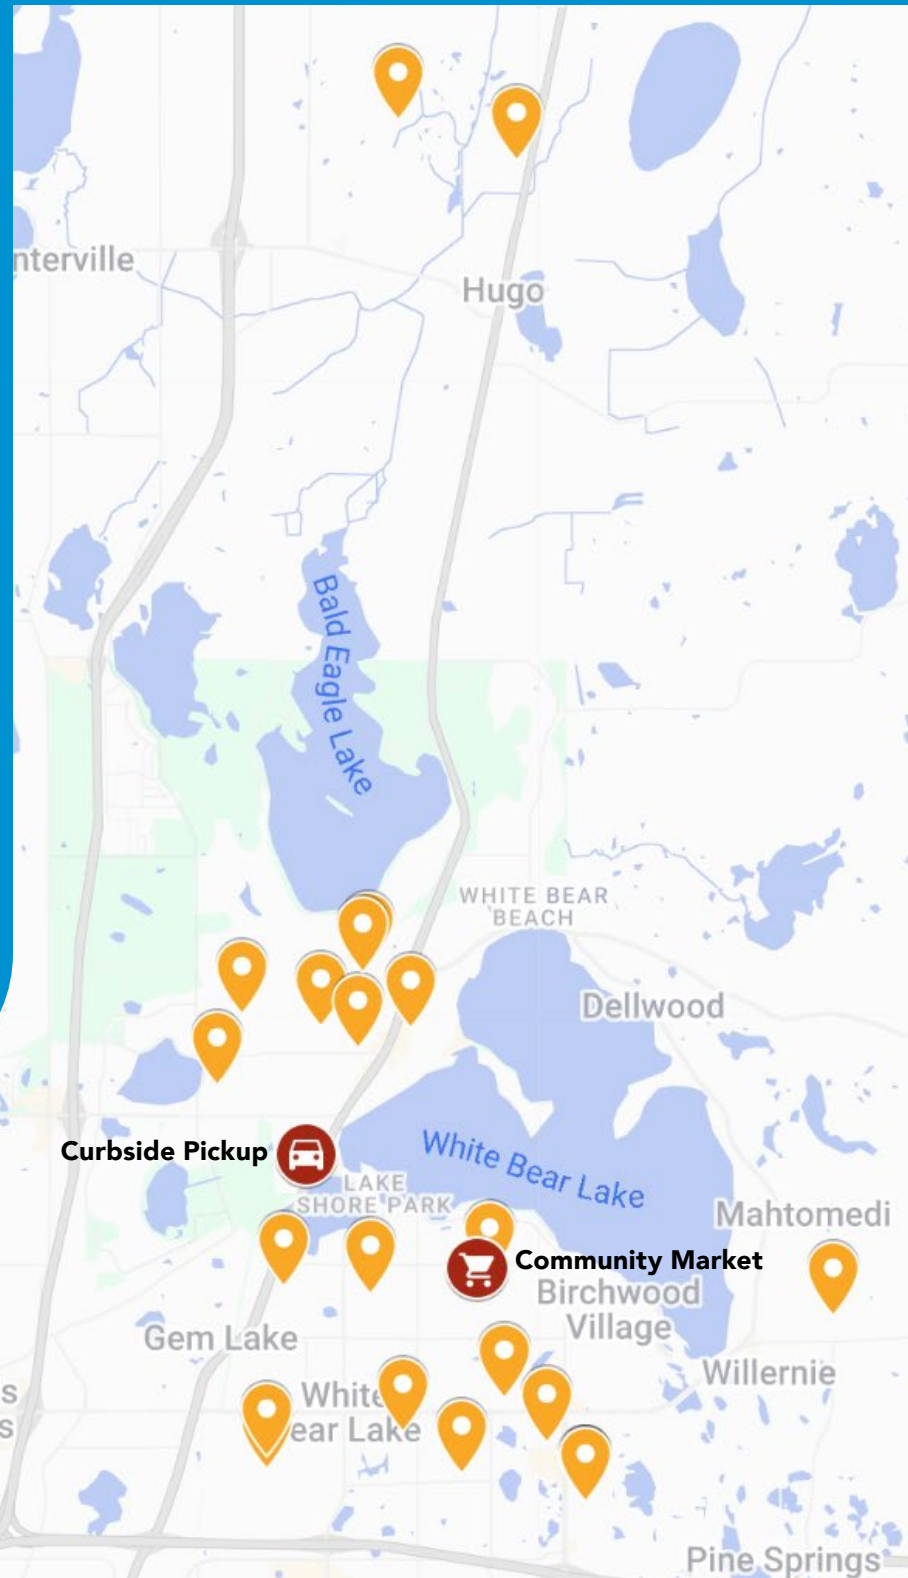 nterville
Hugo
Bald Eagle Lake
WHITE BEAR
BEACH
Dellwood
Curbside Pickup
White Bear Lake
LAKE
SHORE PARK
Mahtomedi
Community Market
Birchwood
Village
Gem Lake
Willernie
White
ear Lake
s
s
Pine Springs